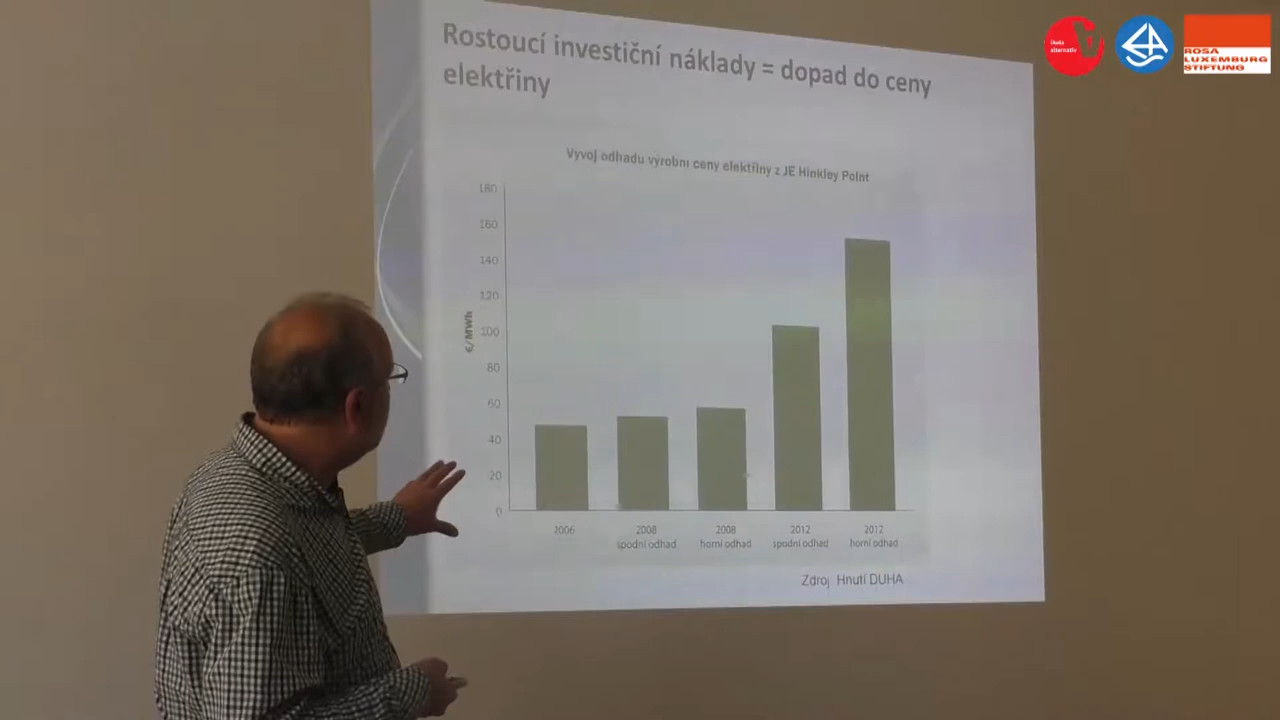 Rostoucí investiční náklady = dopad do ceny
elektřiny
Vývoj odhadu výrobní ceny elektřiny z JE Hinkley Point
180
160
140
120
100
80
60
40
20
0
€/MWh
2006
2008
spodní odhad
2008
horní odhad
2012
spodní odhad
2012
horní odhad
Zdroj Hnutí DUHA
škola
alternativ
ROSA
LUXEMBURG
STIFTUNG